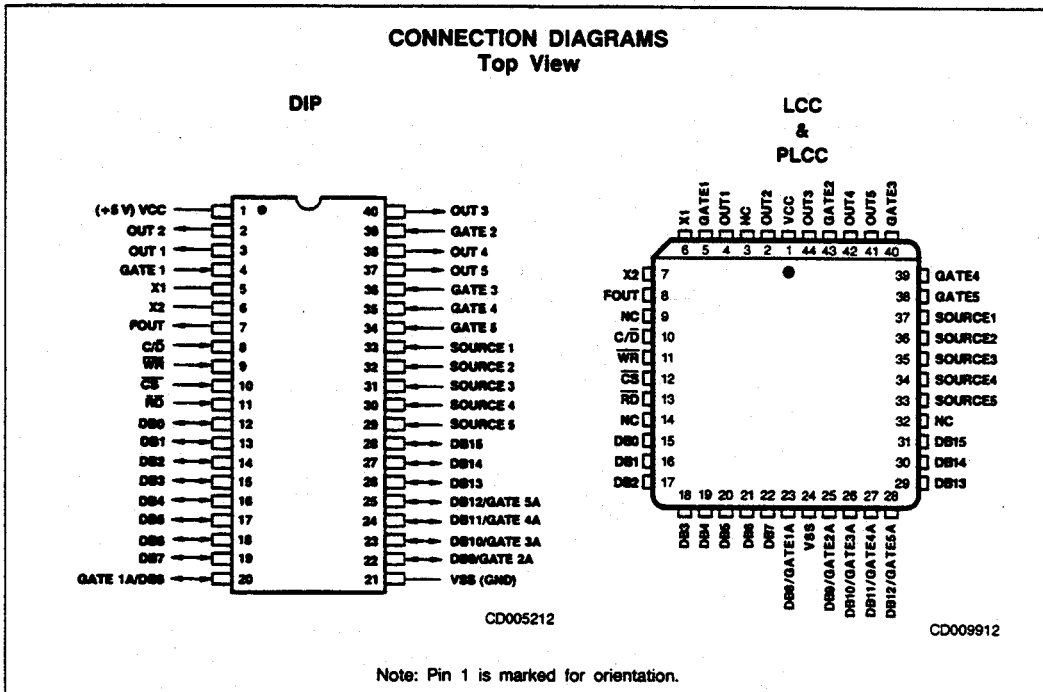 CONNECTION DIAGRAMS
Top View
DIP
(+5 V) VCC 1
OUT 2 2
OUT 1 3
GATE 1 4
X1 5
X2 6
FOUT 7
C/D̅ 8
W̅R̅ 9
C̅S̅ 10
R̅D̅ 11
DB0 12
DB1 13
DB2 14
DB3 15
DB4 16
DB5 17
DB6 18
DB7 19
GATE 1A/DB8 20
40 OUT 3
39 GATE 2
38 OUT 4
37 OUT 5
36 GATE 3
35 GATE 4
34 GATE 5
33 SOURCE 1
32 SOURCE 2
31 SOURCE 3
30 SOURCE 4
29 SOURCE 5
28 DB15
27 DB14
26 DB13
25 DB12/GATE 5A
24 DB11/GATE 4A
23 DB10/GATE 3A
22 DB9/GATE 2A
21 VSS (GND)
CD005212
LCC
&
PLCC
X1 GATE1 OUT1 NC OUT2 VCC OUT3 GATE2 OUT4 OUT5 GATE3
6 5 4 3 2 1 44 43 42 41 40
X2 7
FOUT 8
NC 9
C/D̅ 10
W̅R̅ 11
C̅S̅ 12
R̅D̅ 13
NC 14
DB0 15
DB1 16
DB2 17
39 GATE4
38 GATE5
37 SOURCE1
36 SOURCE2
35 SOURCE3
34 SOURCE4
33 SOURCE5
32 NC
31 DB15
30 DB14
29 DB13
18 19 20 21 22 23 24 25 26 27 28
DB3 DB4 DB5 DB6 DB7 DB8/GATE1A VSS DB9/GATE2A DB10/GATE3A DB11/GATE4A DB12/GATE5A
CD009912
Note: Pin 1 is marked for orientation.